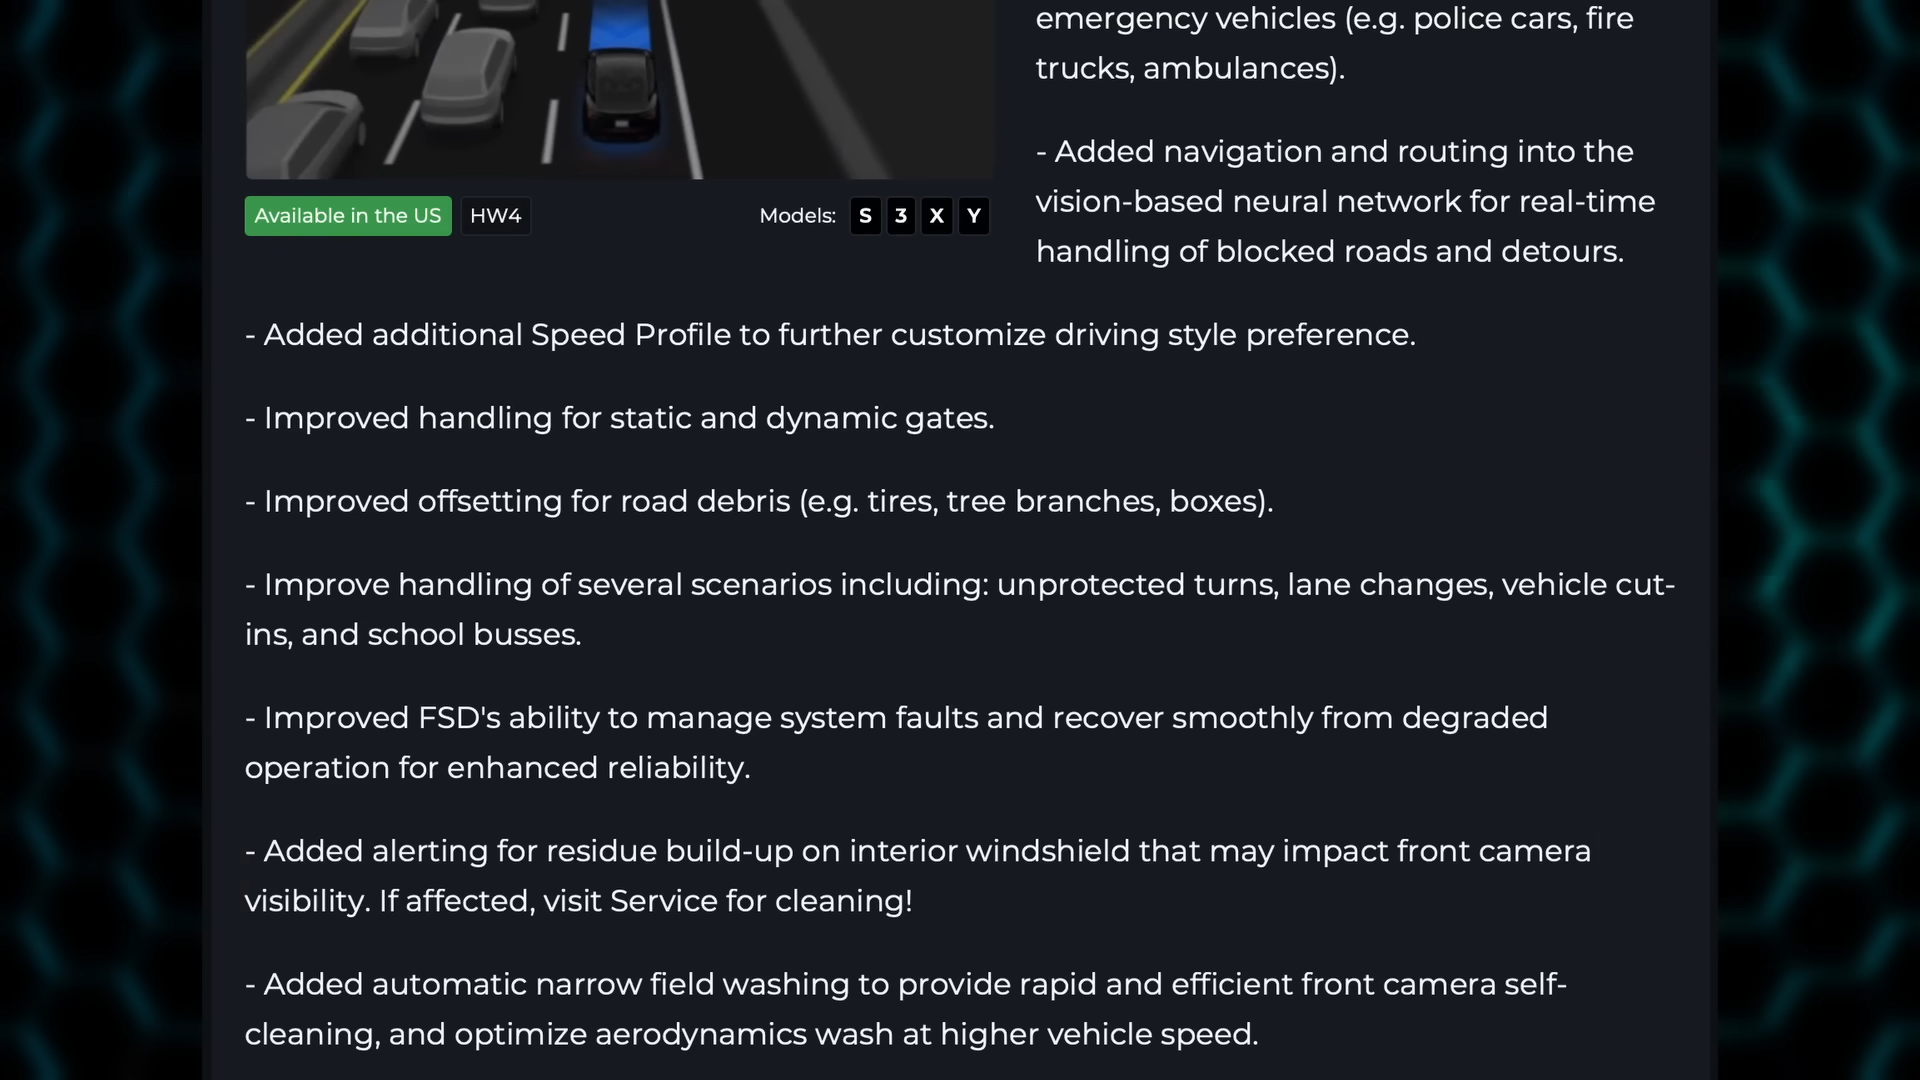 emergency vehicles (e.g. police cars, fire
trucks, ambulances).
- Added navigation and routing into the
vision-based neural network for real-time
handling of blocked roads and detours.
Available in the US HW4 Models: S 3 X Y
- Added additional Speed Profile to further customize driving style preference.
- Improved handling for static and dynamic gates.
- Improved offsetting for road debris (e.g. tires, tree branches, boxes).
- Improve handling of several scenarios including: unprotected turns, lane changes, vehicle cut-
ins, and school busses.
- Improved FSD's ability to manage system faults and recover smoothly from degraded
operation for enhanced reliability.
- Added alerting for residue build-up on interior windshield that may impact front camera
visibility. If affected, visit Service for cleaning!
- Added automatic narrow field washing to provide rapid and efficient front camera self-
cleaning, and optimize aerodynamics wash at higher vehicle speed.